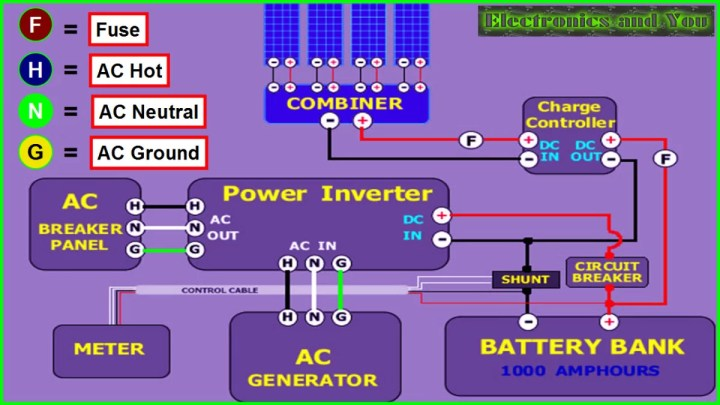 Electronics and You
F = Fuse
H = AC Hot
N = AC Neutral
G = AC Ground
- + - + - + - +
- + - + - + - +
COMBINER
- +
F
Charge
Controller
+ DC DC +
- IN OUT -
F
AC
BREAKER
PANEL
H H
N N
G G
Power Inverter
AC
OUT
DC
IN
+
-
AC IN
H N G
SHUNT
CIRCUIT
BREAKER
CONTROL CABLE
METER
H N G
AC
GENERATOR
- +
BATTERY BANK
1000 AMPHOURS